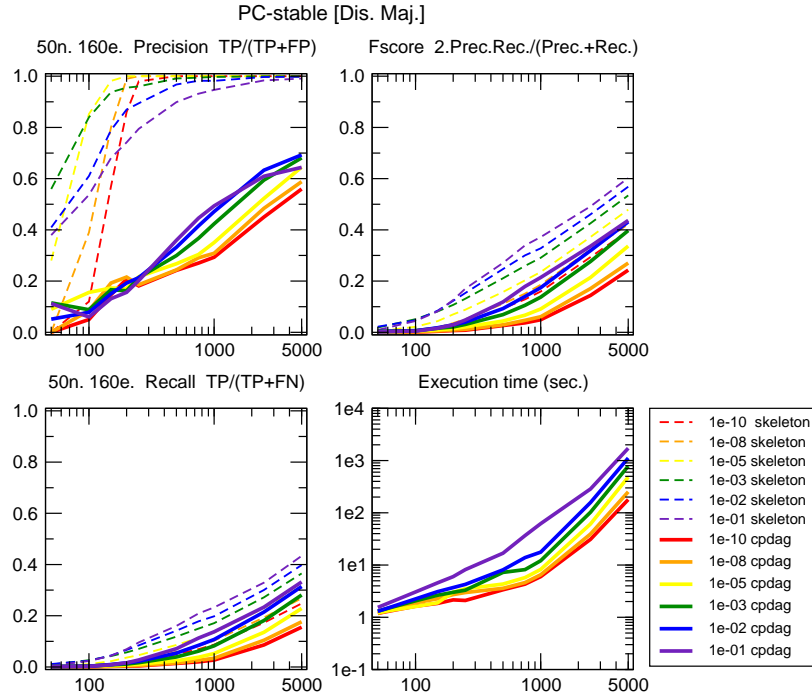 PC-stable [Dis. Maj.]
50n. 160e. Precision TP/(TP+FP)
Fscore 2.Prec.Rec./(Prec.+Rec.)
1.0
0.8
0.6
0.4
0.2
0.0
100
1000
5000
1.0
0.8
0.6
0.4
0.2
0.0
100
1000
5000
50n. 160e. Recall TP/(TP+FN)
Execution time (sec.)
1.0
0.8
0.6
0.4
0.2
0.0
100
1000
5000
1e4
1e3
1e2
1e1
1
1e-1
100
1000
5000
1e-10 skeleton
1e-08 skeleton
1e-05 skeleton
1e-03 skeleton
1e-02 skeleton
1e-01 skeleton
1e-10 cpdag
1e-08 cpdag
1e-05 cpdag
1e-03 cpdag
1e-02 cpdag
1e-01 cpdag